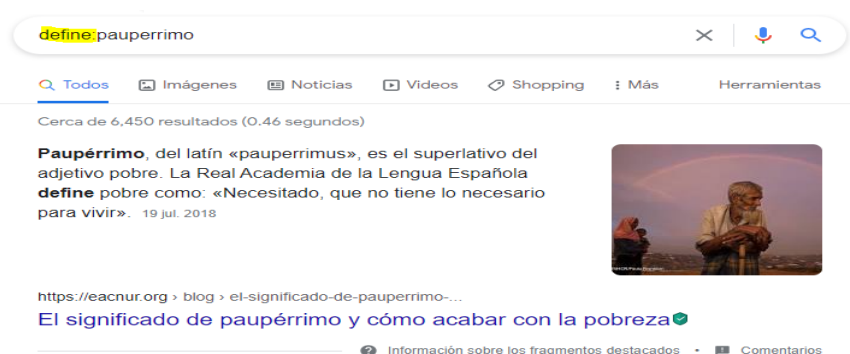 define:pauperrimo
Todos Imágenes Noticias Videos Shopping Más Herramientas
Cerca de 6,450 resultados (0.46 segundos)
Paupérrimo, del latín «pauperrimus», es el superlativo del
adjetivo pobre. La Real Academia de la Lengua Española
define pobre como: «Necesitado, que no tiene lo necesario
para vivir». 19 jul. 2018
https://eacnur.org › blog › el-significado-de-pauperrimo-...
El significado de paupérrimo y cómo acabar con la pobreza
Información sobre los fragmentos destacados • Comentarios